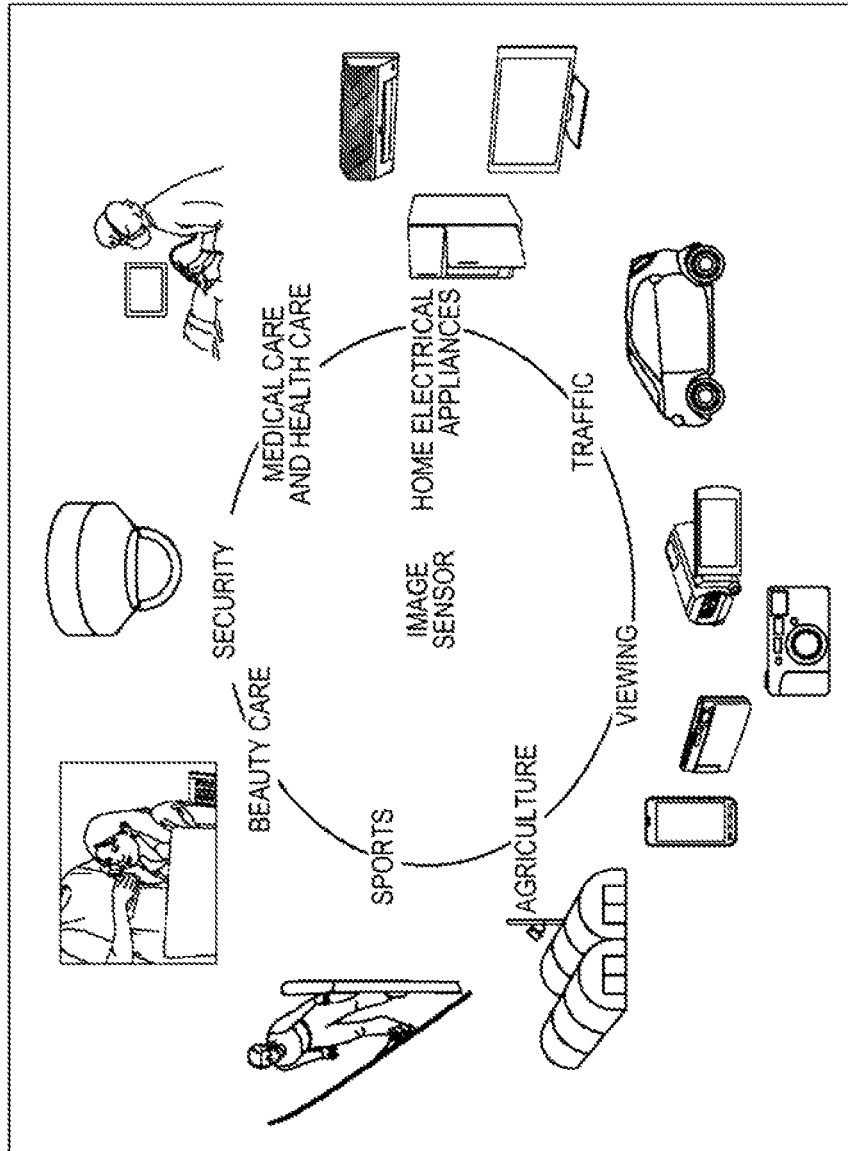 SECURITY
MEDICAL CARE
AND HEALTH CARE
BEAUTY CARE
HOME ELECTRICAL
APPLIANCES
IMAGE
SENSOR
SPORTS
TRAFFIC
AGRICULTURE
VIEWING